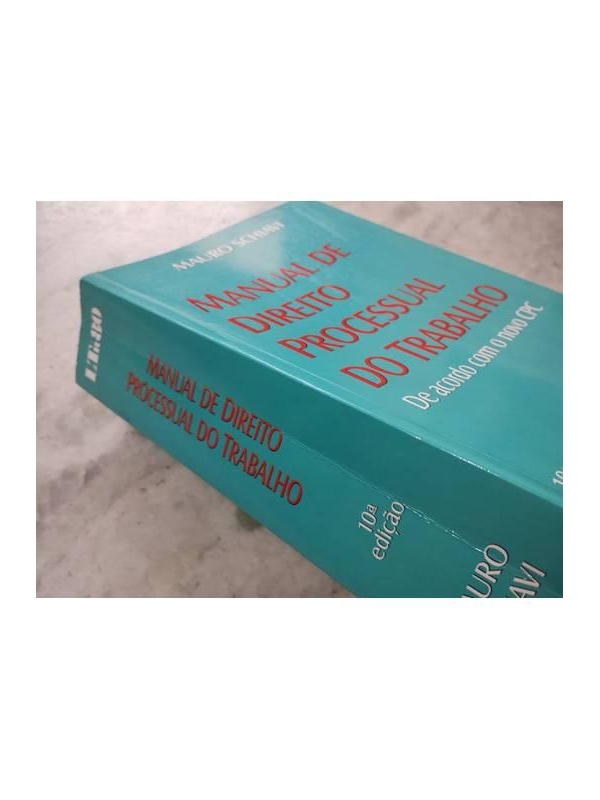 MAURO SCHIAVI
MANUAL DE
DIREITO
PROCESSUAL
DO TRABALHO
De acordo com o novo CPC
MANUAL DE DIREITO
PROCESSUAL DO TRABALHO
10ª
edição